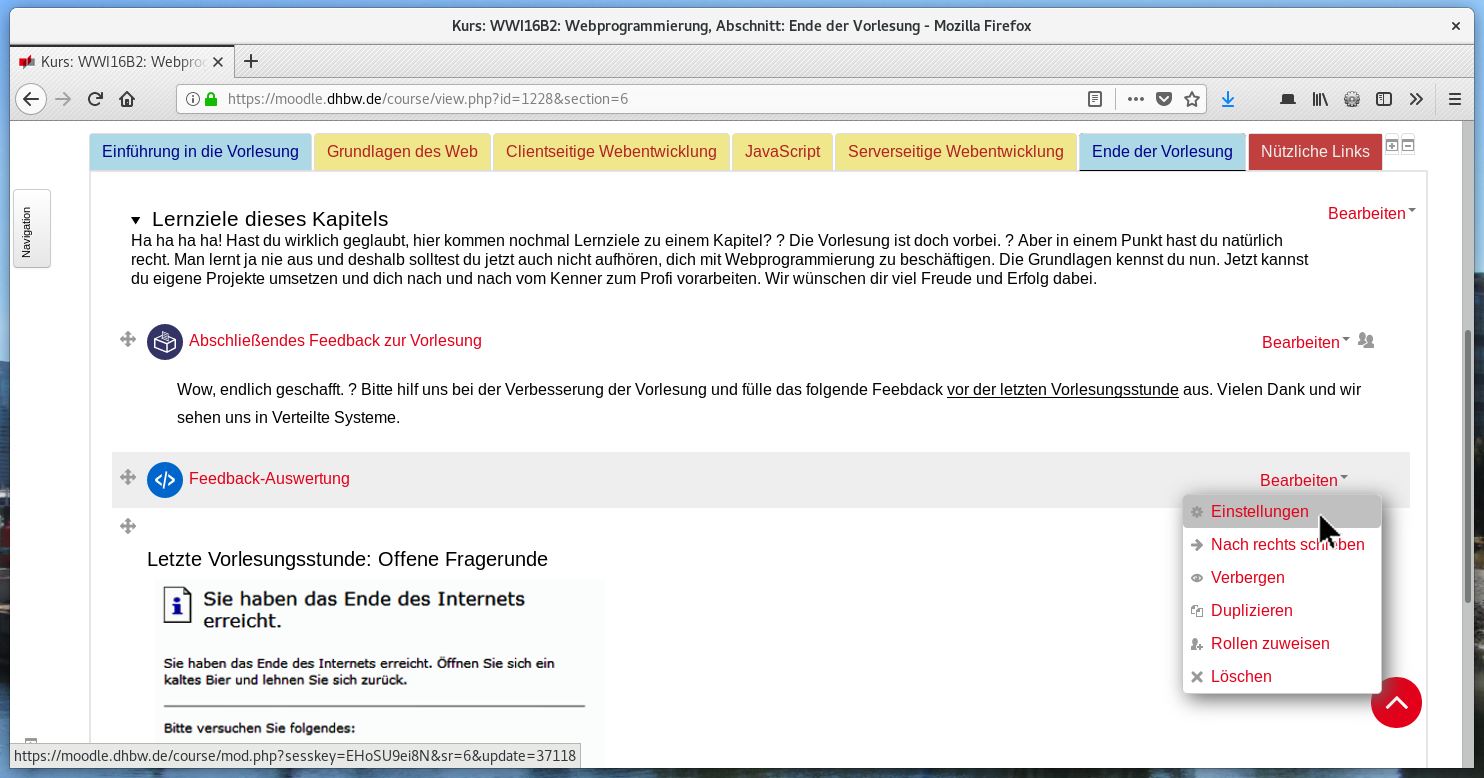 Kurs: WWI16B2: Webprogrammierung, Abschnitt: Ende der Vorlesung - Mozilla Firefox
Kurs: WWI16B2: Webproc
https://moodle.dhbw.de/course/view.php?id=1228&section=6
Einführung in die Vorlesung Grundlagen des Web Clientseitige Webentwicklung JavaScript Serverseitige Webentwicklung Ende der Vorlesung Nützliche Links
Navigation
Lernziele dieses Kapitels Bearbeiten
Ha ha ha ha! Hast du wirklich geglaubt, hier kommen nochmal Lernziele zu einem Kapitel? ? Die Vorlesung ist doch vorbei. ? Aber in einem Punkt hast du natürlich
recht. Man lernt ja nie aus und deshalb solltest du jetzt auch nicht aufhören, dich mit Webprogrammierung zu beschäftigen. Die Grundlagen kennst du nun. Jetzt kannst
du eigene Projekte umsetzen und dich nach und nach vom Kenner zum Profi vorarbeiten. Wir wünschen dir viel Freude und Erfolg dabei.
Abschließendes Feedback zur Vorlesung Bearbeiten
Wow, endlich geschafft. ? Bitte hilf uns bei der Verbesserung der Vorlesung und fülle das folgende Feebdack vor der letzten Vorlesungsstunde aus. Vielen Dank und wir
sehen uns in Verteilte Systeme.
Feedback-Auswertung Bearbeiten
Einstellungen
Nach rechts schieben
Verbergen
Duplizieren
Rollen zuweisen
Löschen
Letzte Vorlesungsstunde: Offene Fragerunde
Sie haben das Ende des Internets
erreicht.
Sie haben das Ende des Internets erreicht. Öffnen Sie sich ein
kaltes Bier und lehnen Sie sich zurück.
Bitte versuchen Sie folgendes:
https://moodle.dhbw.de/course/mod.php?sesskey=EHoSU9ei8N&sr=6&update=37118